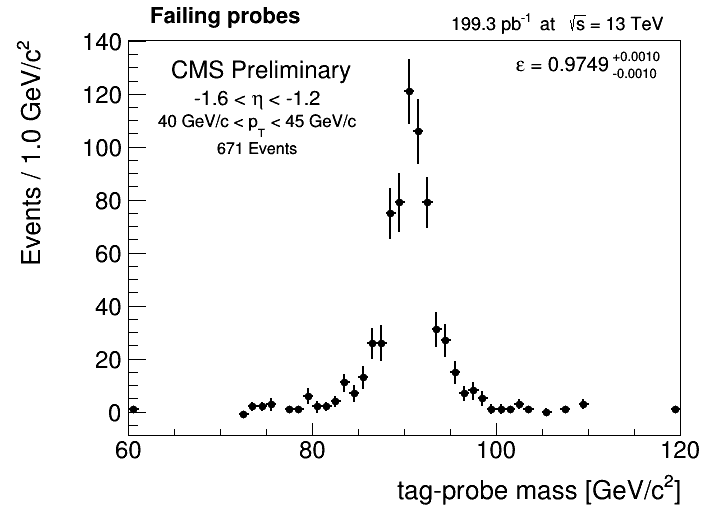 Failing probes
199.3 pb⁻¹ at √s = 13 TeV
CMS Preliminary
ε = 0.9749 +0.0010 -0.0010
-1.6 < η < -1.2
40 GeV/c < p_T < 45 GeV/c
671 Events
Events / 1.0 GeV/c²
140
120
100
80
60
40
20
0
60 80 100 120
tag-probe mass [GeV/c²]